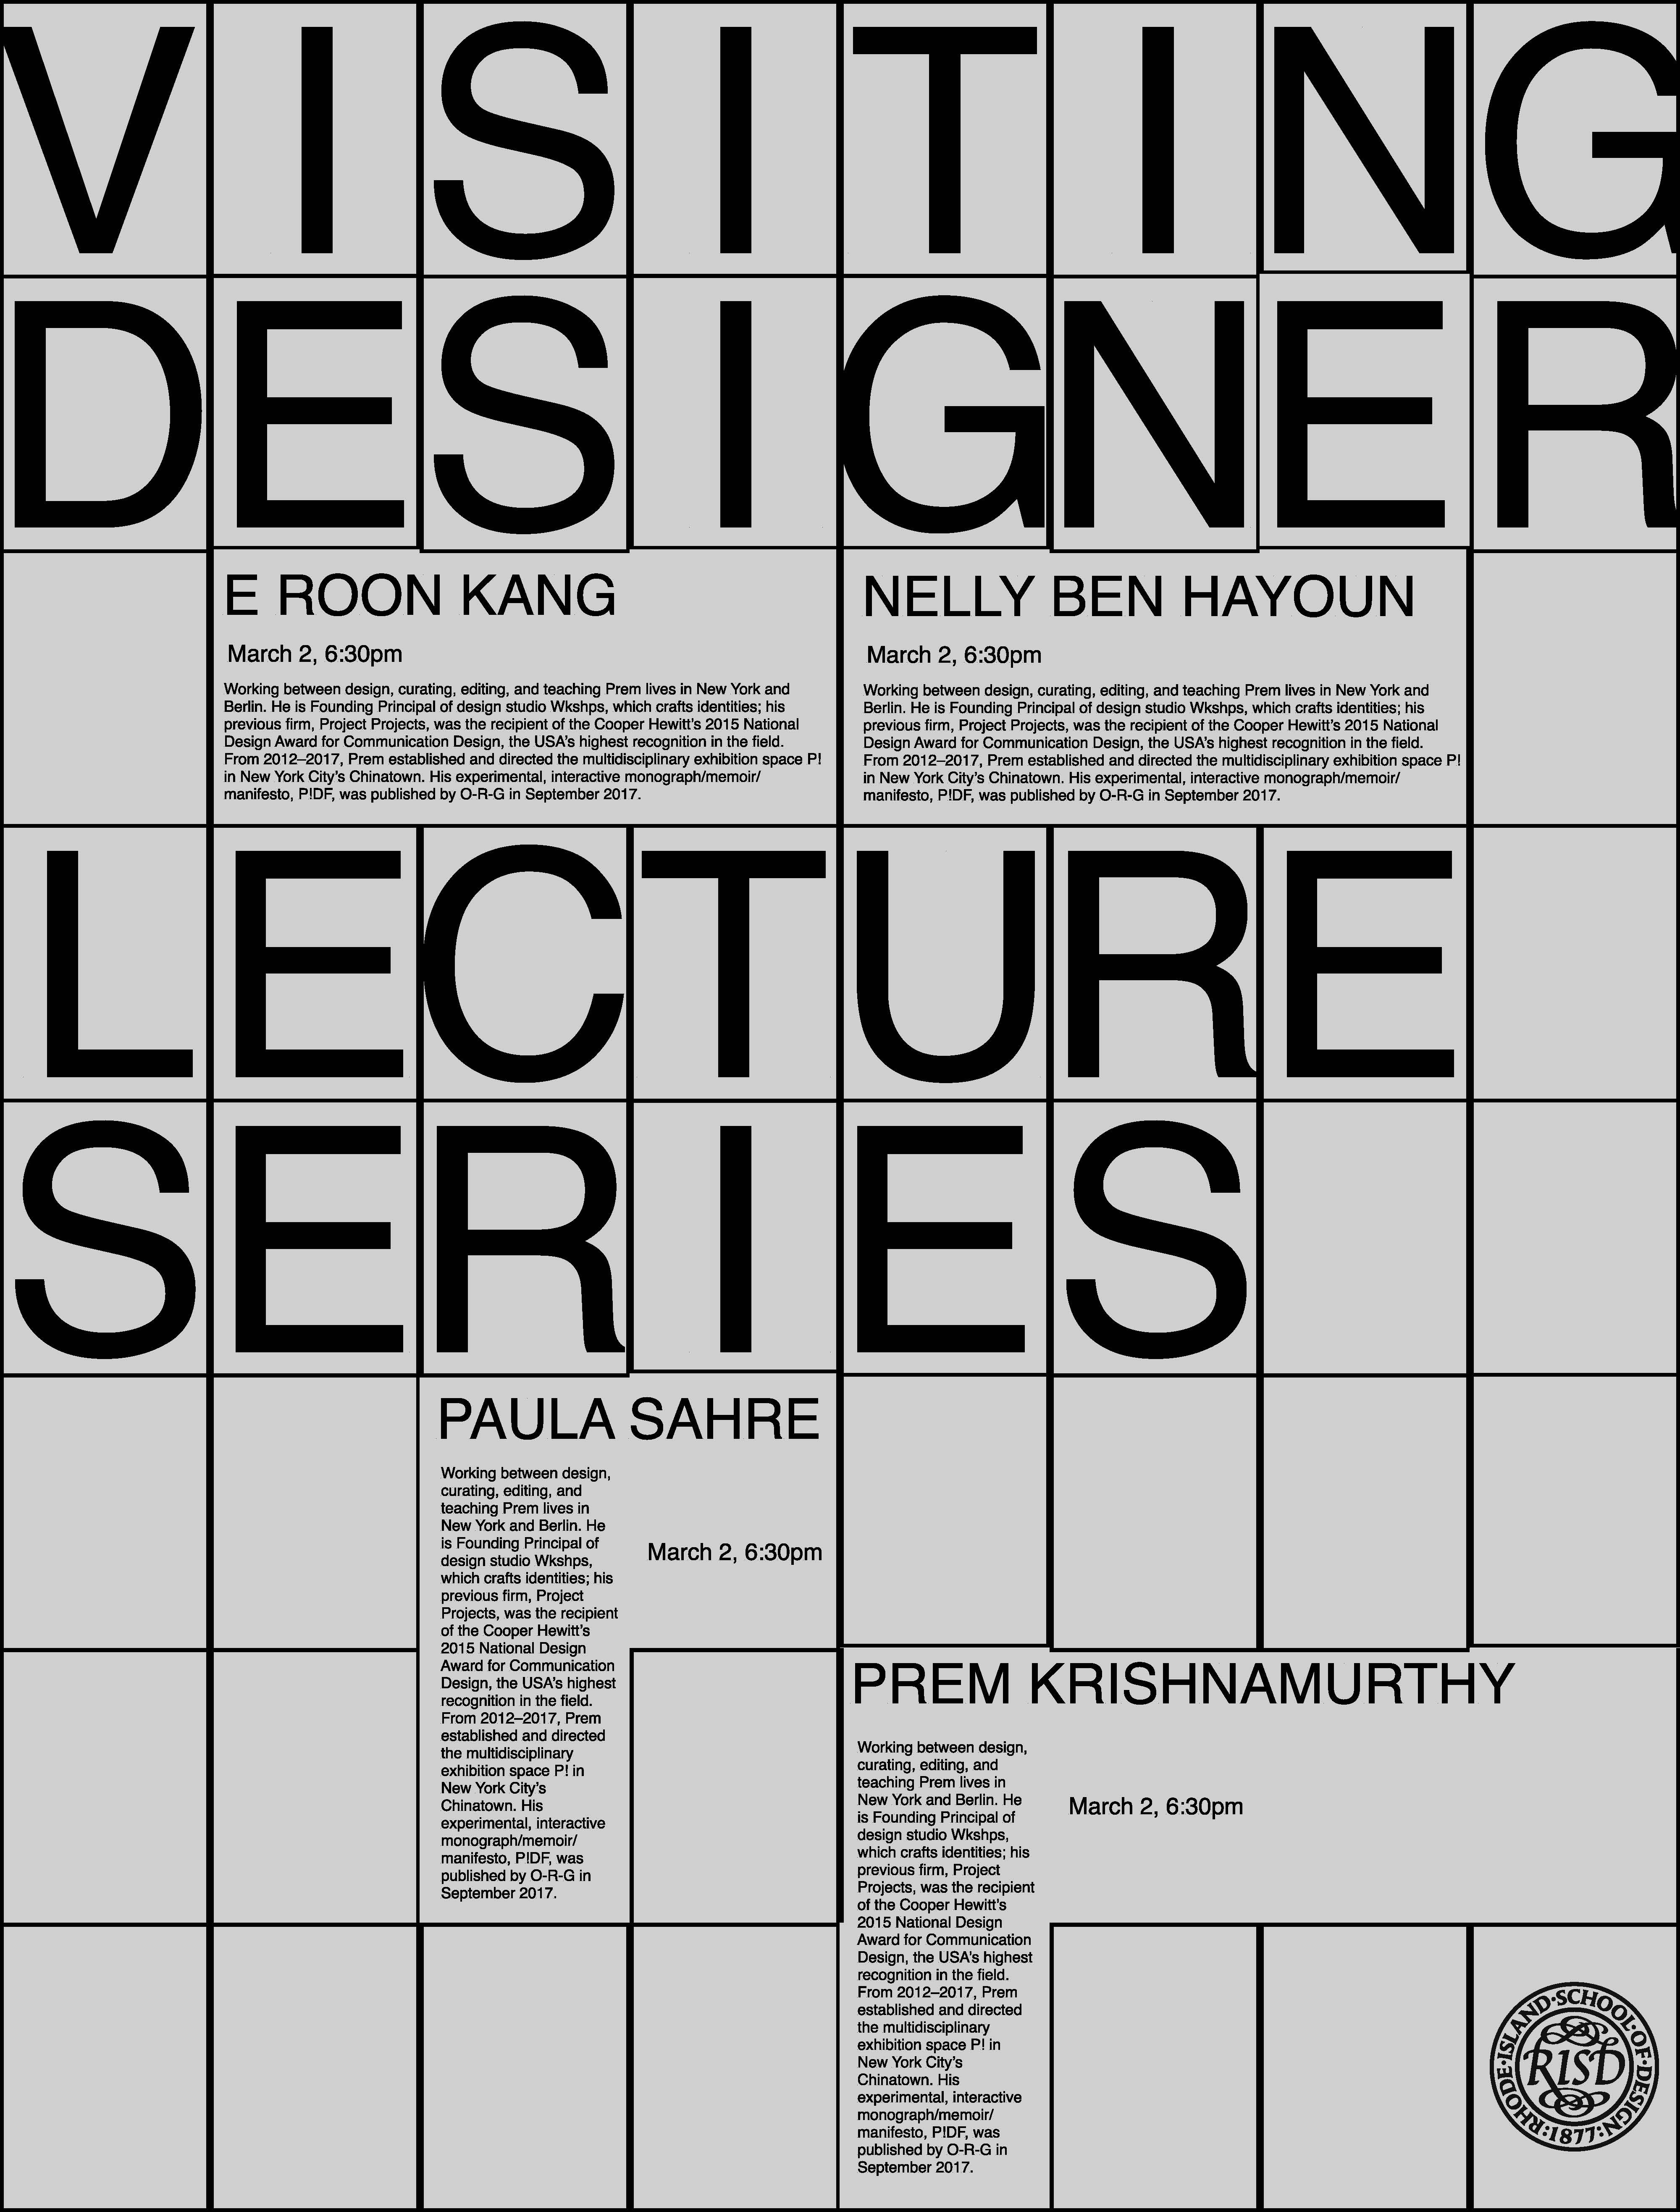 VISITING
DESIGNER
E ROON KANG
March 2, 6:30pm
Working between design, curating, editing, and teaching Prem lives in New York and
Berlin. He is Founding Principal of design studio Wkshps, which crafts identities; his
previous firm, Project Projects, was the recipient of the Cooper Hewitt’s 2015 National
Design Award for Communication Design, the USA’s highest recognition in the field.
From 2012–2017, Prem established and directed the multidisciplinary exhibition space P!
in New York City’s Chinatown. His experimental, interactive monograph/memoir/
manifesto, P!DF, was published by O-R-G in September 2017.
NELLY BEN HAYOUN
March 2, 6:30pm
Working between design, curating, editing, and teaching Prem lives in New York and
Berlin. He is Founding Principal of design studio Wkshps, which crafts identities; his
previous firm, Project Projects, was the recipient of the Cooper Hewitt’s 2015 National
Design Award for Communication Design, the USA’s highest recognition in the field.
From 2012–2017, Prem established and directed the multidisciplinary exhibition space P!
in New York City’s Chinatown. His experimental, interactive monograph/memoir/
manifesto, P!DF, was published by O-R-G in September 2017.
LECTURE
SERIES
PAULA SAHRE
Working between design,
curating, editing, and
teaching Prem lives in
New York and Berlin. He
is Founding Principal of
design studio Wkshps,
which crafts identities; his
previous firm, Project
Projects, was the recipient
of the Cooper Hewitt’s
2015 National Design
Award for Communication
Design, the USA’s highest
recognition in the field.
From 2012–2017, Prem
established and directed
the multidisciplinary
exhibition space P! in
New York City’s
Chinatown. His
experimental, interactive
monograph/memoir/
manifesto, P!DF, was
published by O-R-G in
September 2017.
March 2, 6:30pm
PREM KRISHNAMURTHY
Working between design,
curating, editing, and
teaching Prem lives in
New York and Berlin. He
is Founding Principal of
design studio Wkshps,
which crafts identities; his
previous firm, Project
Projects, was the recipient
of the Cooper Hewitt’s
2015 National Design
Award for Communication
Design, the USA’s highest
recognition in the field.
From 2012–2017, Prem
established and directed
the multidisciplinary
exhibition space P! in
New York City’s
Chinatown. His
experimental, interactive
monograph/memoir/
manifesto, P!DF, was
published by O-R-G in
September 2017.
March 2, 6:30pm
RHODE·ISLAND·SCHOOL·OF·DESIGN:
RISD
:1877: